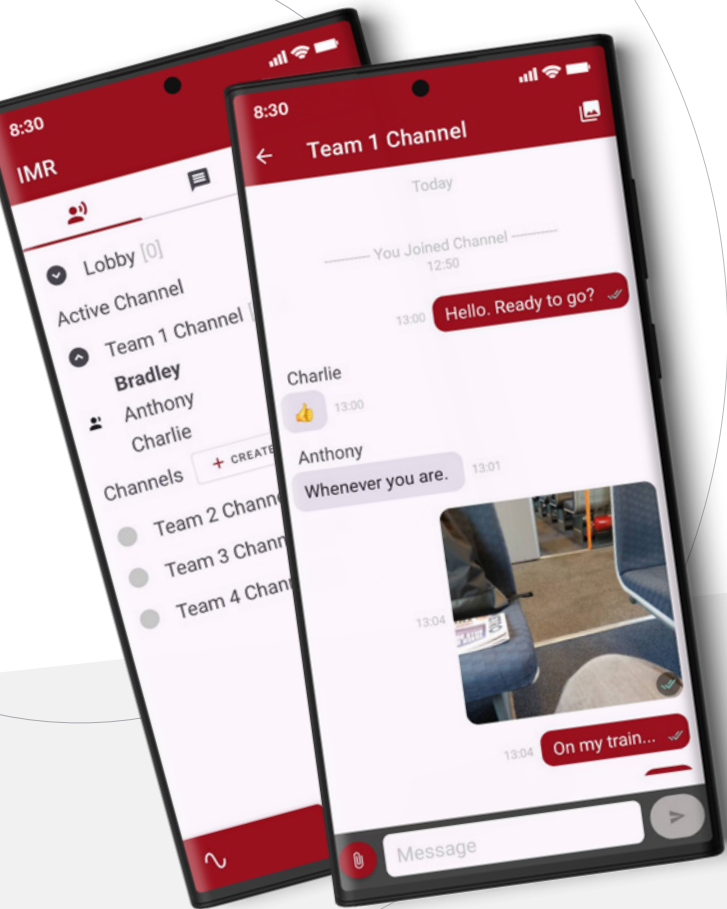 8:30
IMR
Lobby [0]
Active Channel
Team 1 Channel [
Bradley
Anthony
Charlie
Channels
+ CREATE
Team 2 Chann
Team 3 Chann
Team 4 Chan
8:30
Team 1 Channel
Today
You Joined Channel
12:50
13:00 Hello. Ready to go?
Charlie
👍 13:00
Anthony
Whenever you are. 13:01
13:04
13:04 On my train...
Message